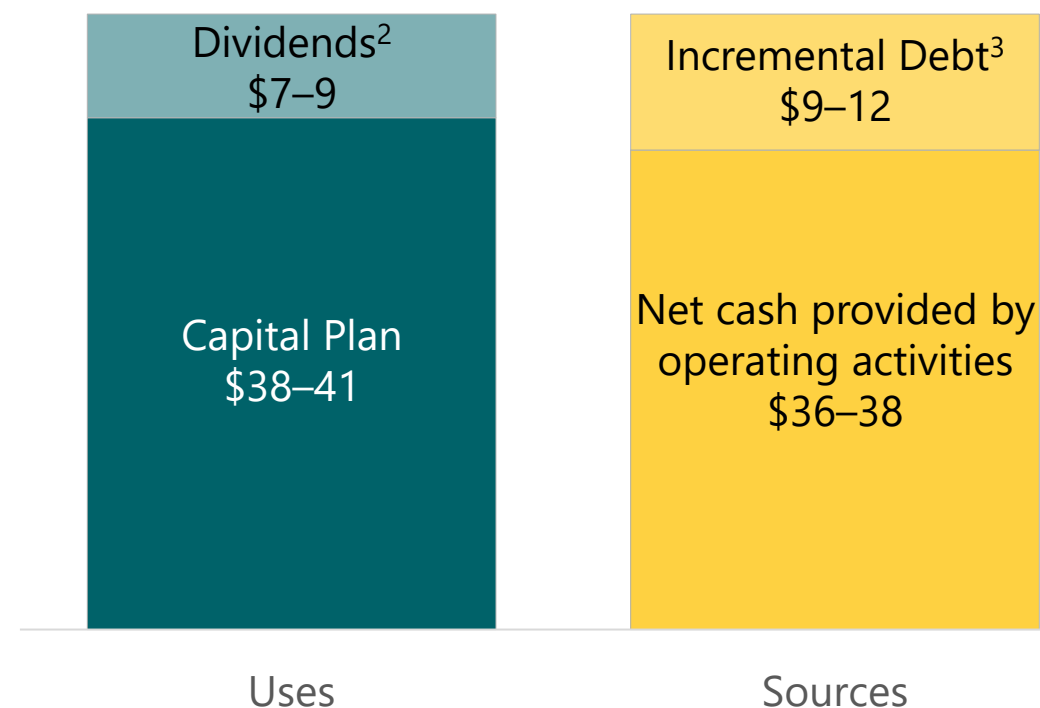 Dividends²
$7–9
Capital Plan
$38–41
Incremental Debt³
$9–12
Net cash provided by
operating activities
$36–38
Uses
Sources